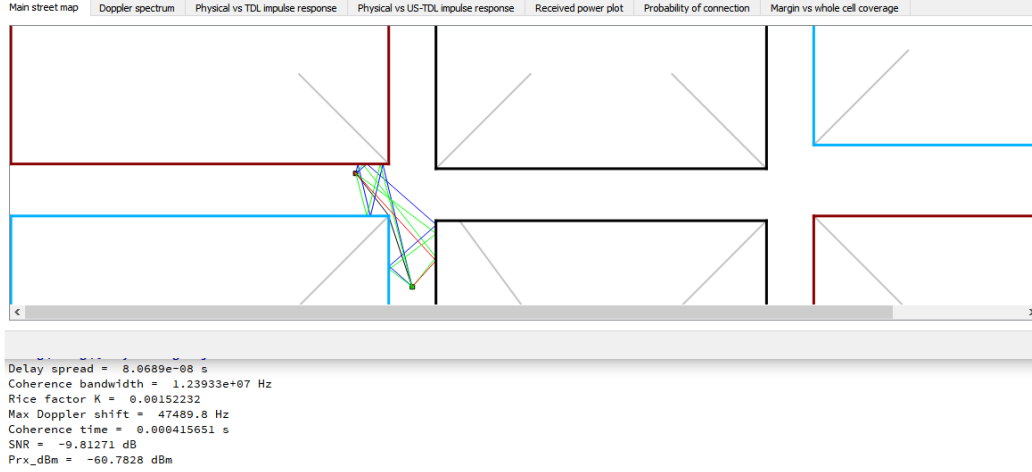 Main street map Doppler spectrum Physical vs TDL impulse response Physical vs US-TDL impulse response Received power plot Probability of connection Margin vs whole cell coverage
Delay spread =  8.0689e-08 s
Coherence bandwidth =  1.23933e+07 Hz
Rice factor K =  0.00152232
Max Doppler shift =  47489.8 Hz
Coherence time =  0.000415651 s
SNR =  -9.81271 dB
Prx_dBm =  -60.7828 dBm